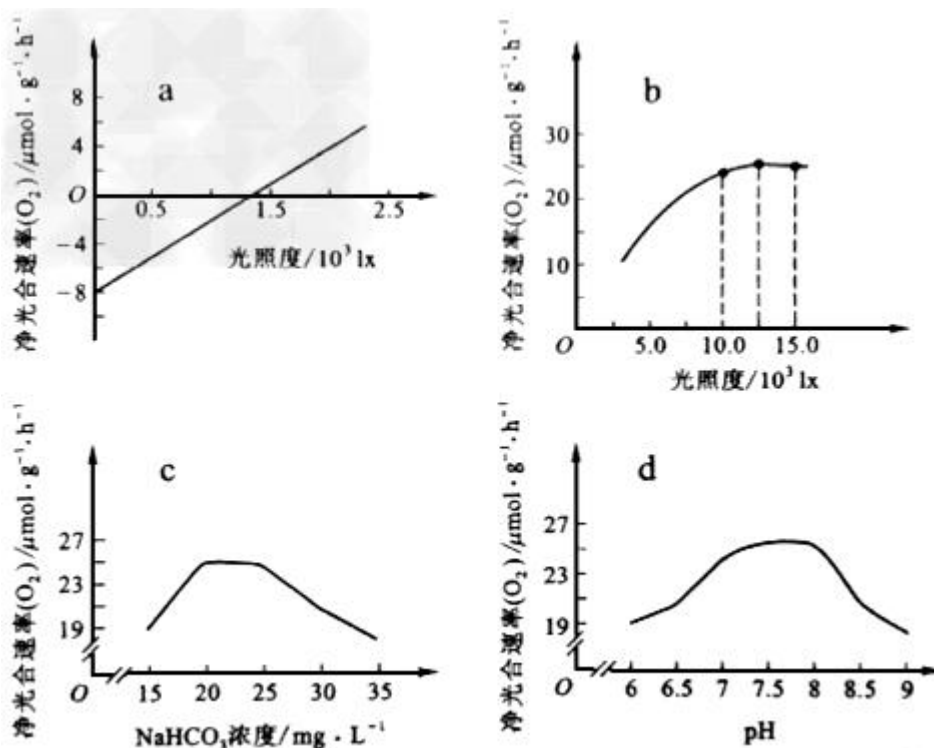 a
净光合速率(O₂)/μmol·g⁻¹·h⁻¹
8
4
O
-4
-8
0.5
1.5
2.5
光照度/10³ lx
b
净光合速率(O₂)/μmol·g⁻¹·h⁻¹
30
20
10
O
5.0 10.0 15.0
光照度/10³ lx
c
净光合速率(O₂)/μmol·g⁻¹·h⁻¹
27
23
19
O
15 20 25 30 35
NaHCO₃浓度/mg·L⁻¹
d
净光合速率(O₂)/μmol·g⁻¹·h⁻¹
27
23
19
O
6 6.5 7 7.5 8 8.5 9
pH